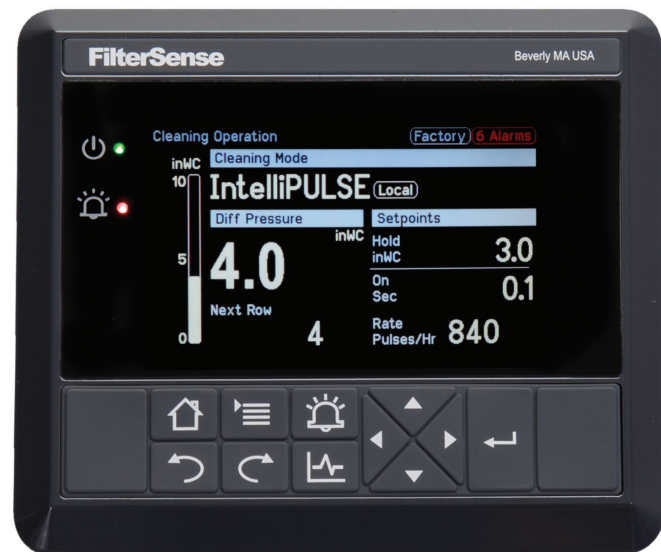 FilterSense
Beverly MA USA
Cleaning Operation
Factory
6 Alarms
inWC
Cleaning Mode
10
IntelliPULSE
Local
Diff Pressure
Setpoints
inWC
Hold
inWC
3.0
5
4.0
On
Sec
0.1
Next Row
4
Rate
Pulses/Hr
840
0